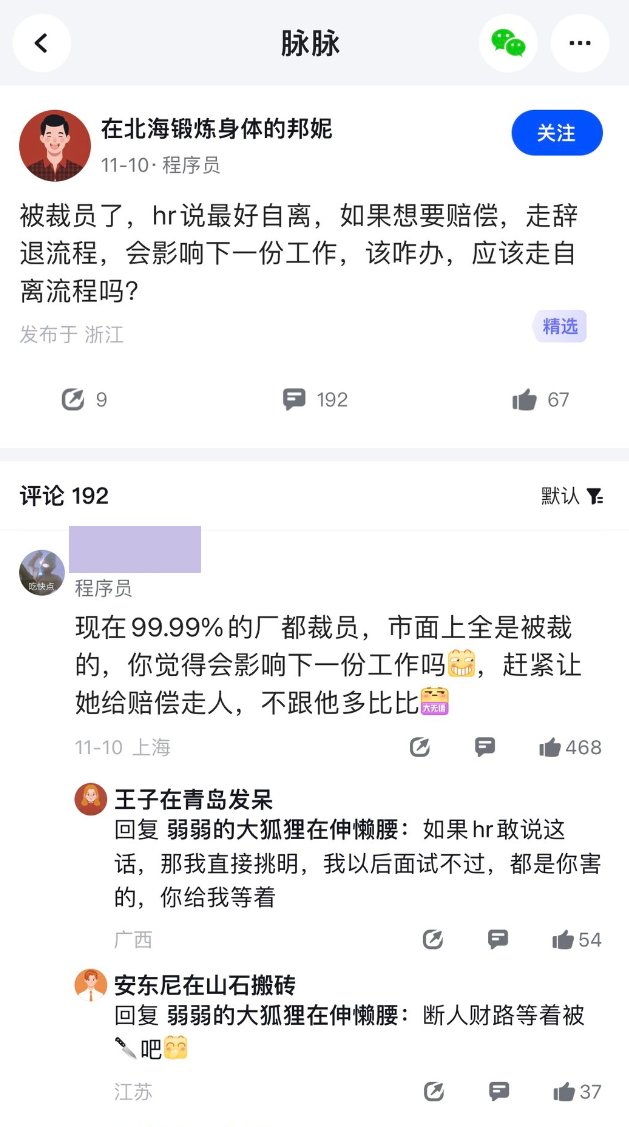 脉脉
在北海锻炼身体的邦妮
关注
11-10 · 程序员
被裁员了，hr说最好自离，如果想要赔偿，走辞
退流程，会影响下一份工作，该咋办，应该走自
离流程吗?
发布于 浙江
精选
9
192
67
评论 192
默认
吃快点
程序员
现在99.99%的厂都裁员，市面上全是被裁
的，你觉得会影响下一份工作吗😁，赶紧让
她给赔偿走人，不跟他多比比
大无语
11-10 上海
468
王子在青岛发呆
回复 弱弱的大狐狸在伸懒腰：如果hr敢说这
话，那我直接挑明，我以后面试不过，都是你害
的，你给我等着
广西
54
安东尼在山石搬砖
回复 弱弱的大狐狸在伸懒腰：断人财路等着被
🔪吧🤭
江苏
37